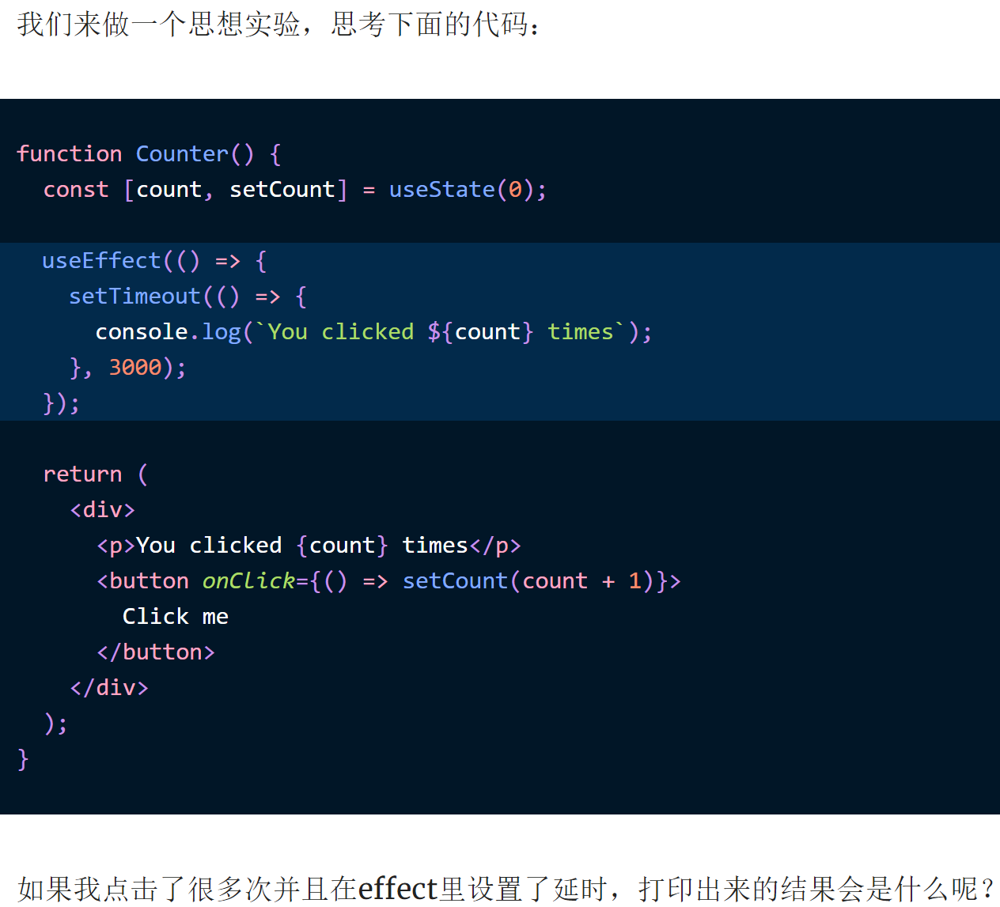 我们来做一个思想实验，思考下面的代码：
function Counter() {
  const [count, setCount] = useState(0);
  useEffect(() => {
    setTimeout(() => {
      console.log(`You clicked ${count} times`);
    }, 3000);
  });
  return (
    <div>
      <p>You clicked {count} times</p>
      <button onClick={() => setCount(count + 1)}>
        Click me
      </button>
    </div>
  );
}
如果我点击了很多次并且在effect里设置了延时，打印出来的结果会是什么呢？